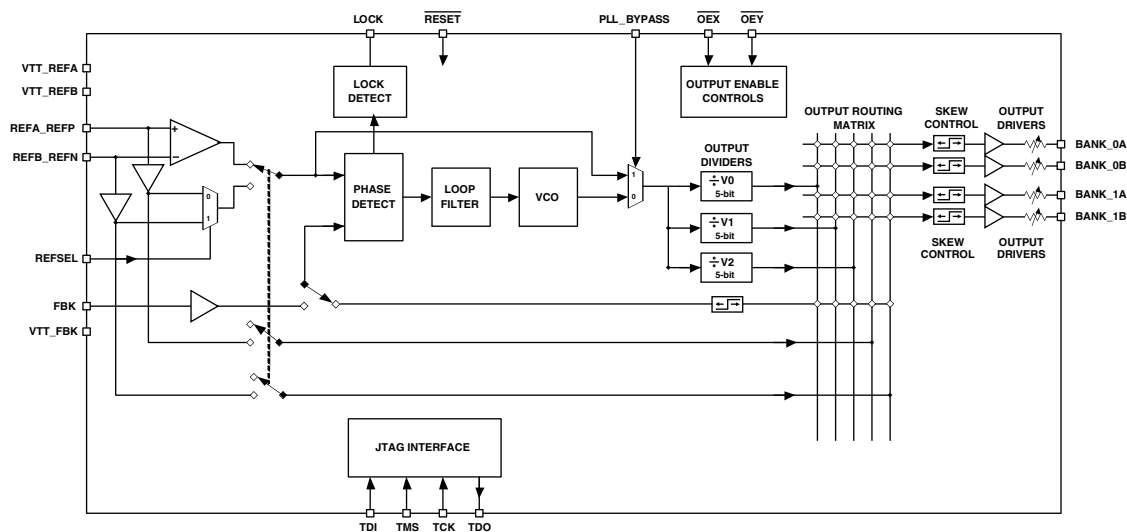 LOCK
RESET
PLL_BYPASS
OEX
OEY
VTT_REFA
VTT_REFB
REFA_REFP
REFB_REFN
REFSEL
FBK
VTT_FBK
+
−
0
1
LOCK
DETECT
PHASE
DETECT
LOOP
FILTER
VCO
1
0
OUTPUT ENABLE
CONTROLS
OUTPUT
DIVIDERS
÷ V0
5-bit
÷ V1
5-bit
÷ V2
5-bit
OUTPUT ROUTING
MATRIX
SKEW
CONTROL
OUTPUT
DRIVERS
BANK_0A
BANK_0B
BANK_1A
BANK_1B
SKEW
CONTROL
OUTPUT
DRIVERS
JTAG INTERFACE
TDI
TMS
TCK
TDO